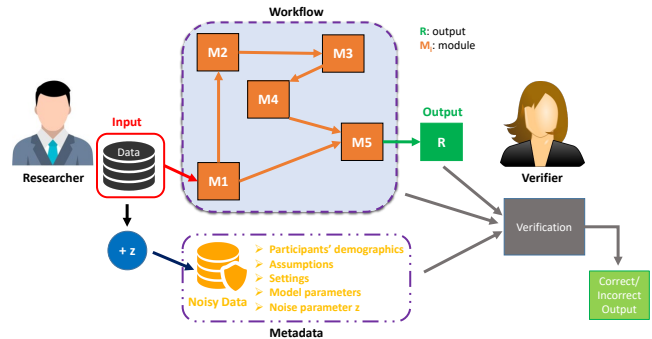 Workflow
R: output
Mi: module
M2
M3
M4
M5
M1
Input
Data
Researcher
Output
R
Verifier
+ z
Noisy Data
Participants' demographics
Assumptions
Settings
Model parameters
Noise parameter z
Metadata
Verification
Correct/
Incorrect
Output